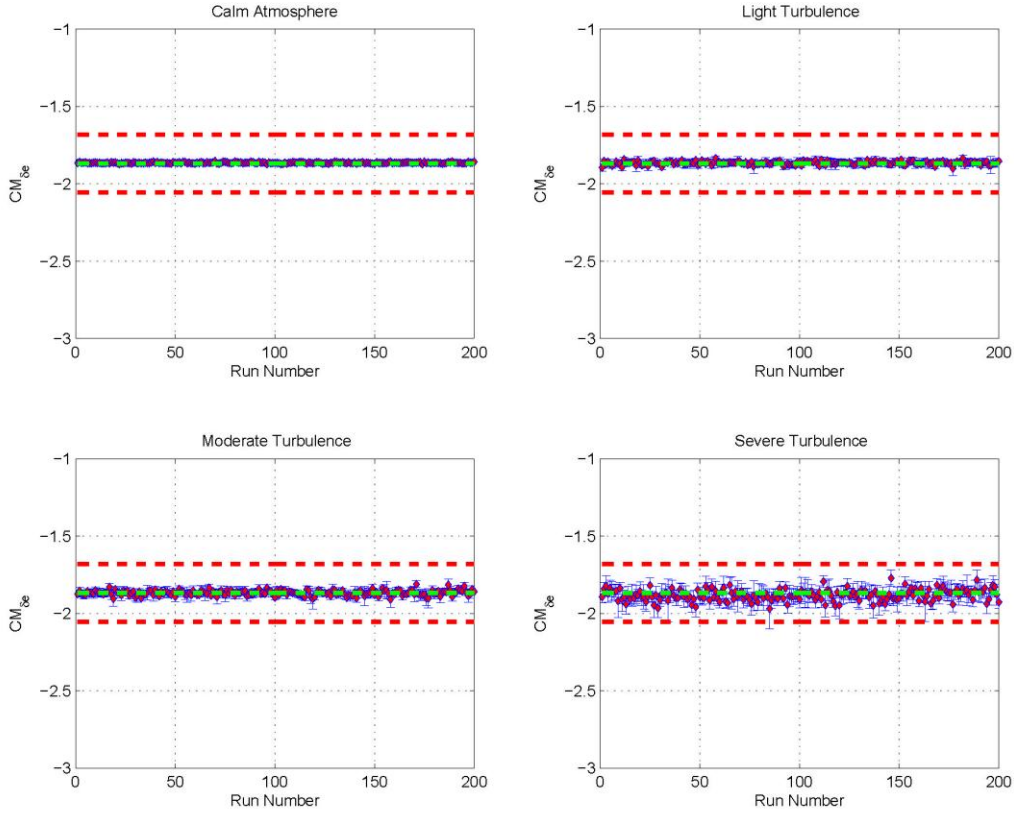 Calm Atmosphere
−1
−1.5
−2
−2.5
−3
CMδe
0 50 100 150 200
Run Number
Light Turbulence
−1
−1.5
−2
−2.5
−3
CMδe
0 50 100 150 200
Run Number
Moderate Turbulence
−1
−1.5
−2
−2.5
−3
CMδe
0 50 100 150 200
Run Number
Severe Turbulence
−1
−1.5
−2
−2.5
−3
CMδe
0 50 100 150 200
Run Number